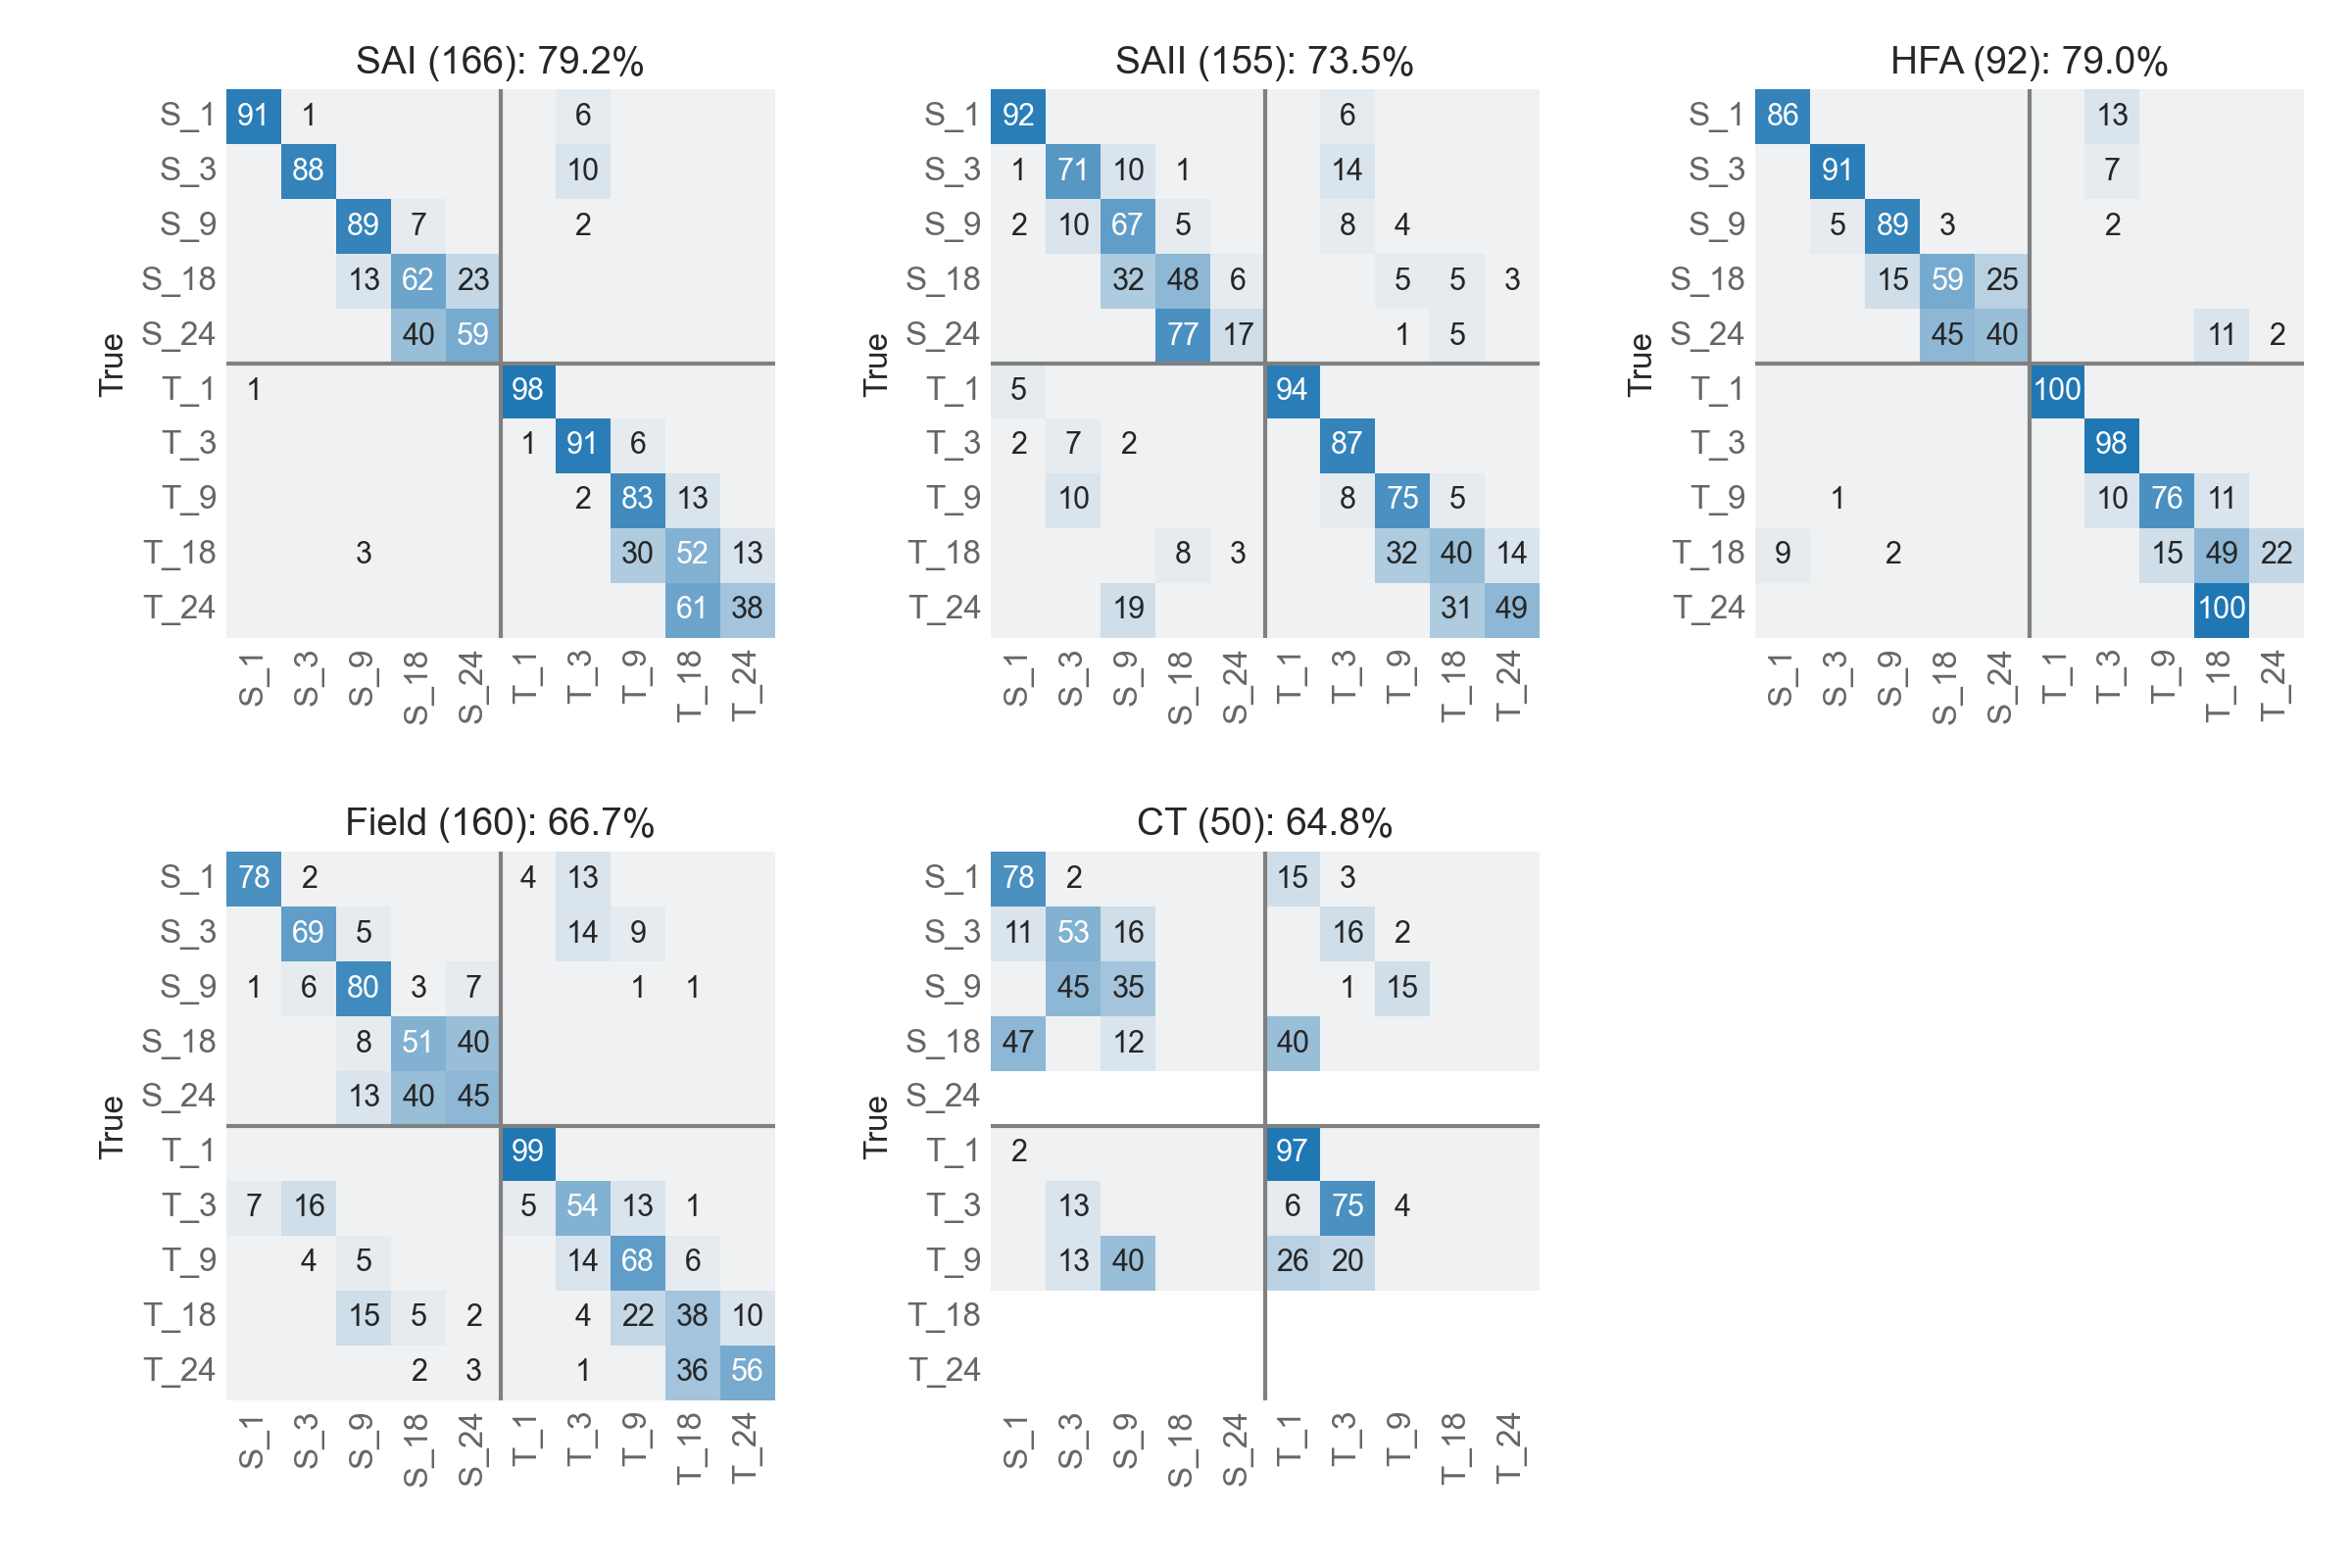 SAI (166): 79.2%
True
S_1 91 1 6
S_3 88 10
S_9 89 7 2
S_18 13 62 23
S_24 40 59
T_1 1 98
T_3 1 91 6
T_9 2 83 13
T_18 3 30 52 13
T_24 61 38
S_1 S_3 S_9 S_18 S_24 T_1 T_3 T_9 T_18 T_24
SAII (155): 73.5%
True
S_1 92 6
S_3 1 71 10 1 14
S_9 2 10 67 5 8 4
S_18 32 48 6 5 5 3
S_24 77 17 1 5
T_1 5 94
T_3 2 7 2 87
T_9 10 8 75 5
T_18 8 3 32 40 14
T_24 19 31 49
S_1 S_3 S_9 S_18 S_24 T_1 T_3 T_9 T_18 T_24
HFA (92): 79.0%
True
S_1 86 13
S_3 91 7
S_9 5 89 3 2
S_18 15 59 25
S_24 45 40 11 2
T_1 100
T_3 98
T_9 1 10 76 11
T_18 9 2 15 49 22
T_24 100
S_1 S_3 S_9 S_18 S_24 T_1 T_3 T_9 T_18 T_24
Field (160): 66.7%
True
S_1 78 2 4 13
S_3 69 5 14 9
S_9 1 6 80 3 7 1 1
S_18 8 51 40
S_24 13 40 45
T_1 99
T_3 7 16 5 54 13 1
T_9 4 5 14 68 6
T_18 15 5 2 4 22 38 10
T_24 2 3 1 36 56
S_1 S_3 S_9 S_18 S_24 T_1 T_3 T_9 T_18 T_24
CT (50): 64.8%
True
S_1 78 2 15 3
S_3 11 53 16 16 2
S_9 45 35 1 15
S_18 47 12 40
S_24
T_1 2 97
T_3 13 6 75 4
T_9 13 40 26 20
T_18
T_24
S_1 S_3 S_9 S_18 S_24 T_1 T_3 T_9 T_18 T_24